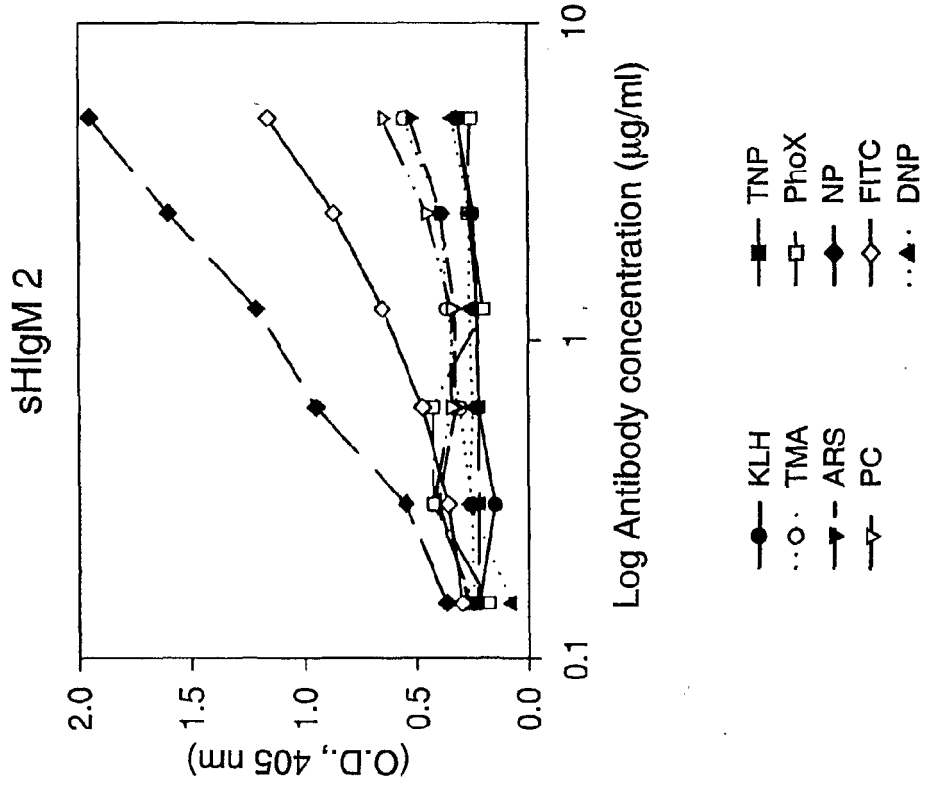 sHIgM 2
(O.D., 405 nm)
2.0
1.5
1.0
0.5
0.0
0.1
1
10
Log Antibody concentration (µg/ml)
KLH
TMA
ARS
PC
TNP
PhoX
NP
FITC
DNP